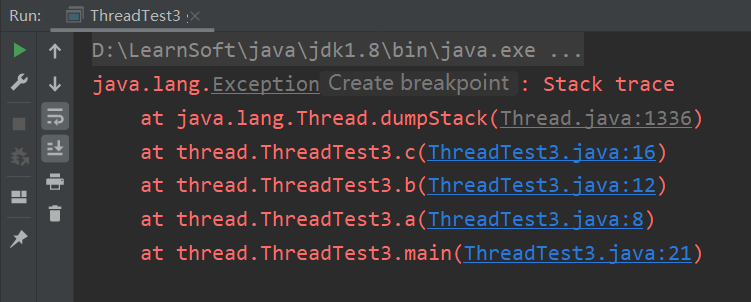 Run: ThreadTest3
D:\LearnSoft\java\jdk1.8\bin\java.exe ...
java.lang.Exception Create breakpoint : Stack trace
at java.lang.Thread.dumpStack(Thread.java:1336)
at thread.ThreadTest3.c(ThreadTest3.java:16)
at thread.ThreadTest3.b(ThreadTest3.java:12)
at thread.ThreadTest3.a(ThreadTest3.java:8)
at thread.ThreadTest3.main(ThreadTest3.java:21)